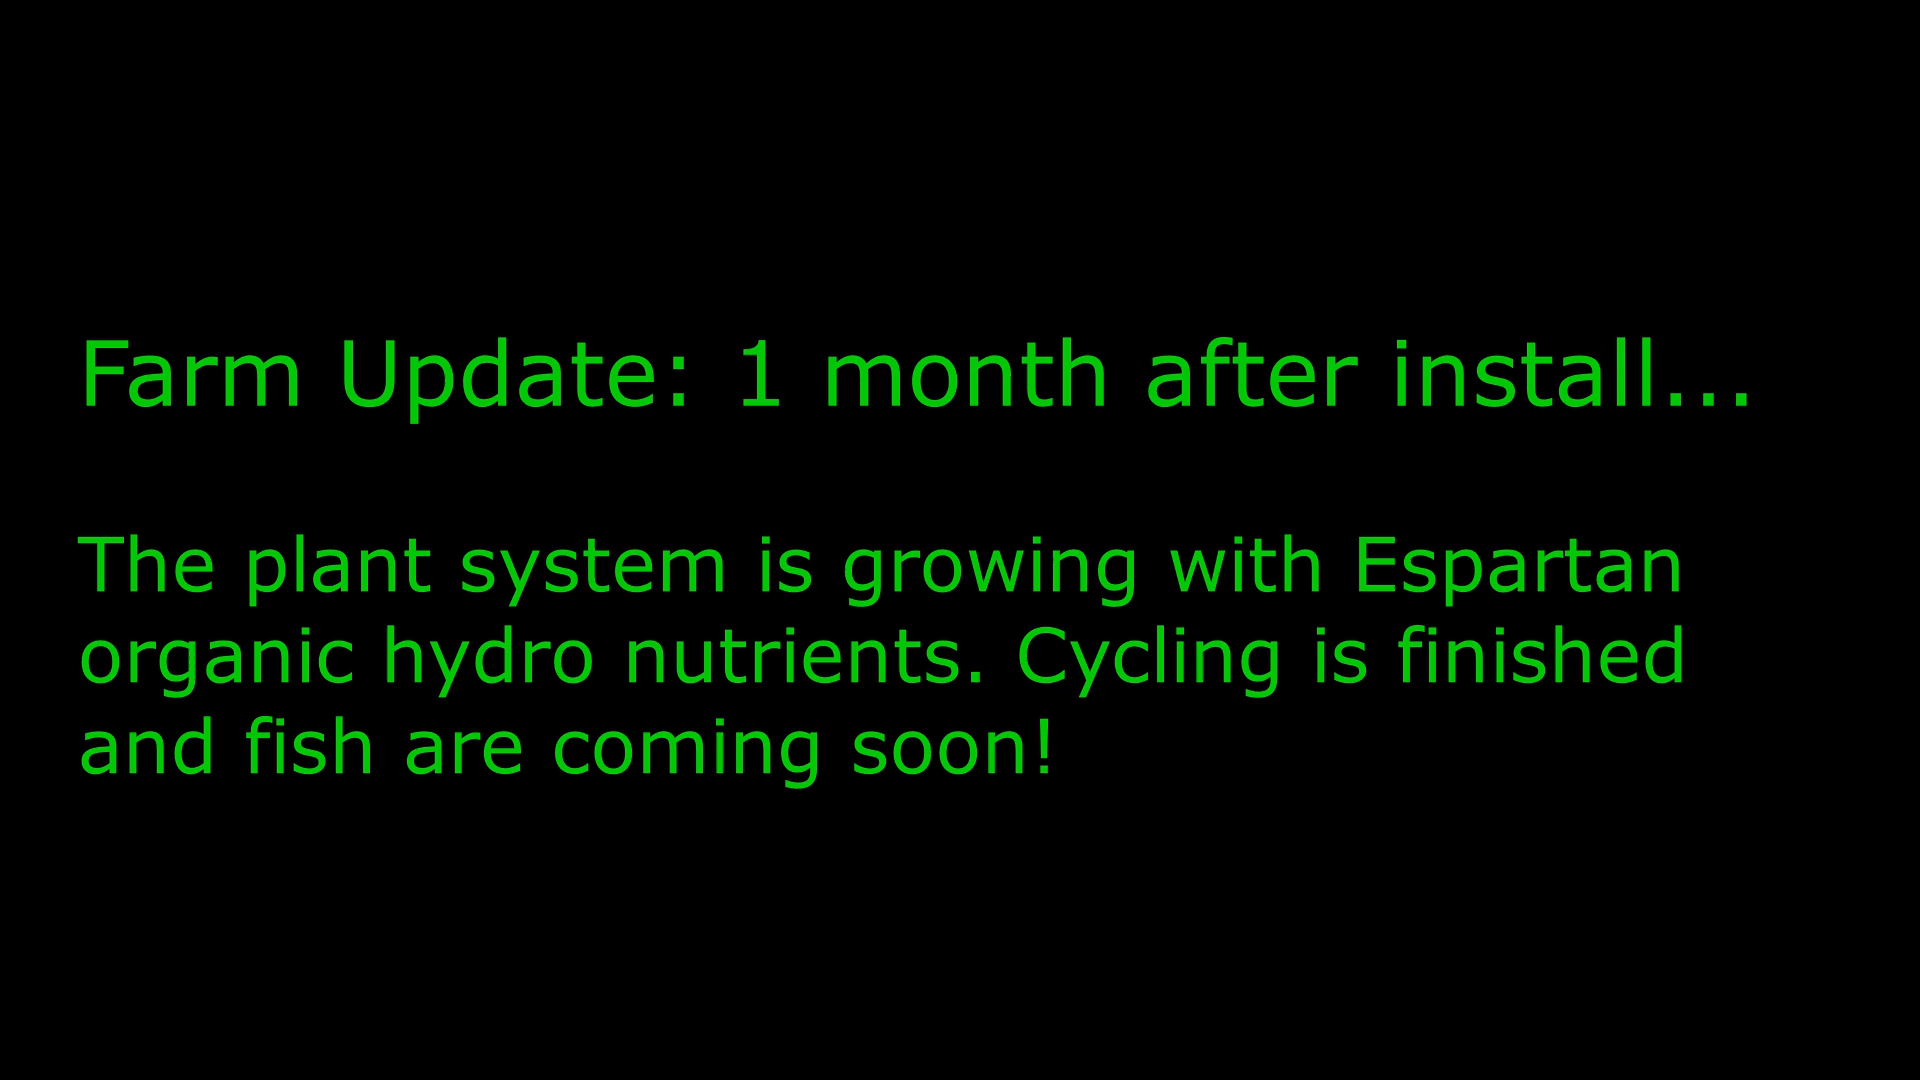 Farm Update: 1 month after install...
The plant system is growing with Espartan
organic hydro nutrients. Cycling is finished
and fish are coming soon!